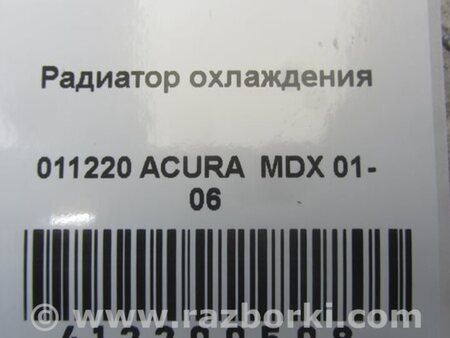 Радиатор охлаждения
011220 ACURA MDX 01-
06
© www.razborki.com